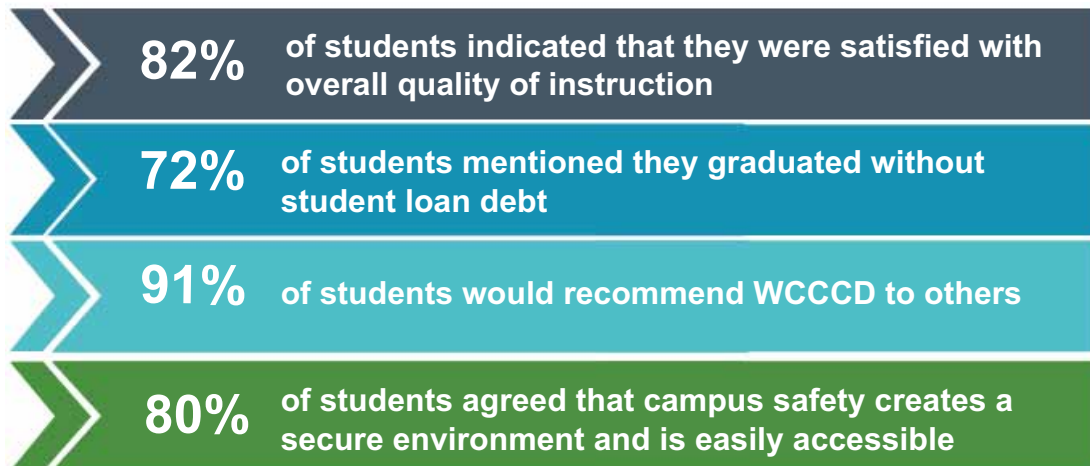 82% of students indicated that they were satisfied with
overall quality of instruction
72% of students mentioned they graduated without
student loan debt
91% of students would recommend WCCCD to others
80% of students agreed that campus safety creates a
secure environment and is easily accessible